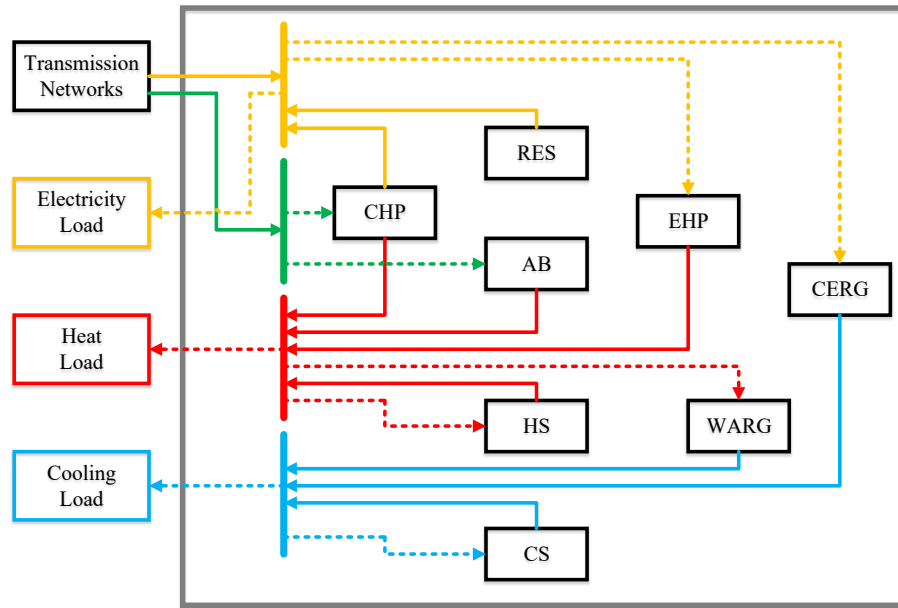 Transmission
Networks
RES
Electricity
Load
CHP
EHP
AB
CERG
Heat
Load
HS
WARG
Cooling
Load
CS